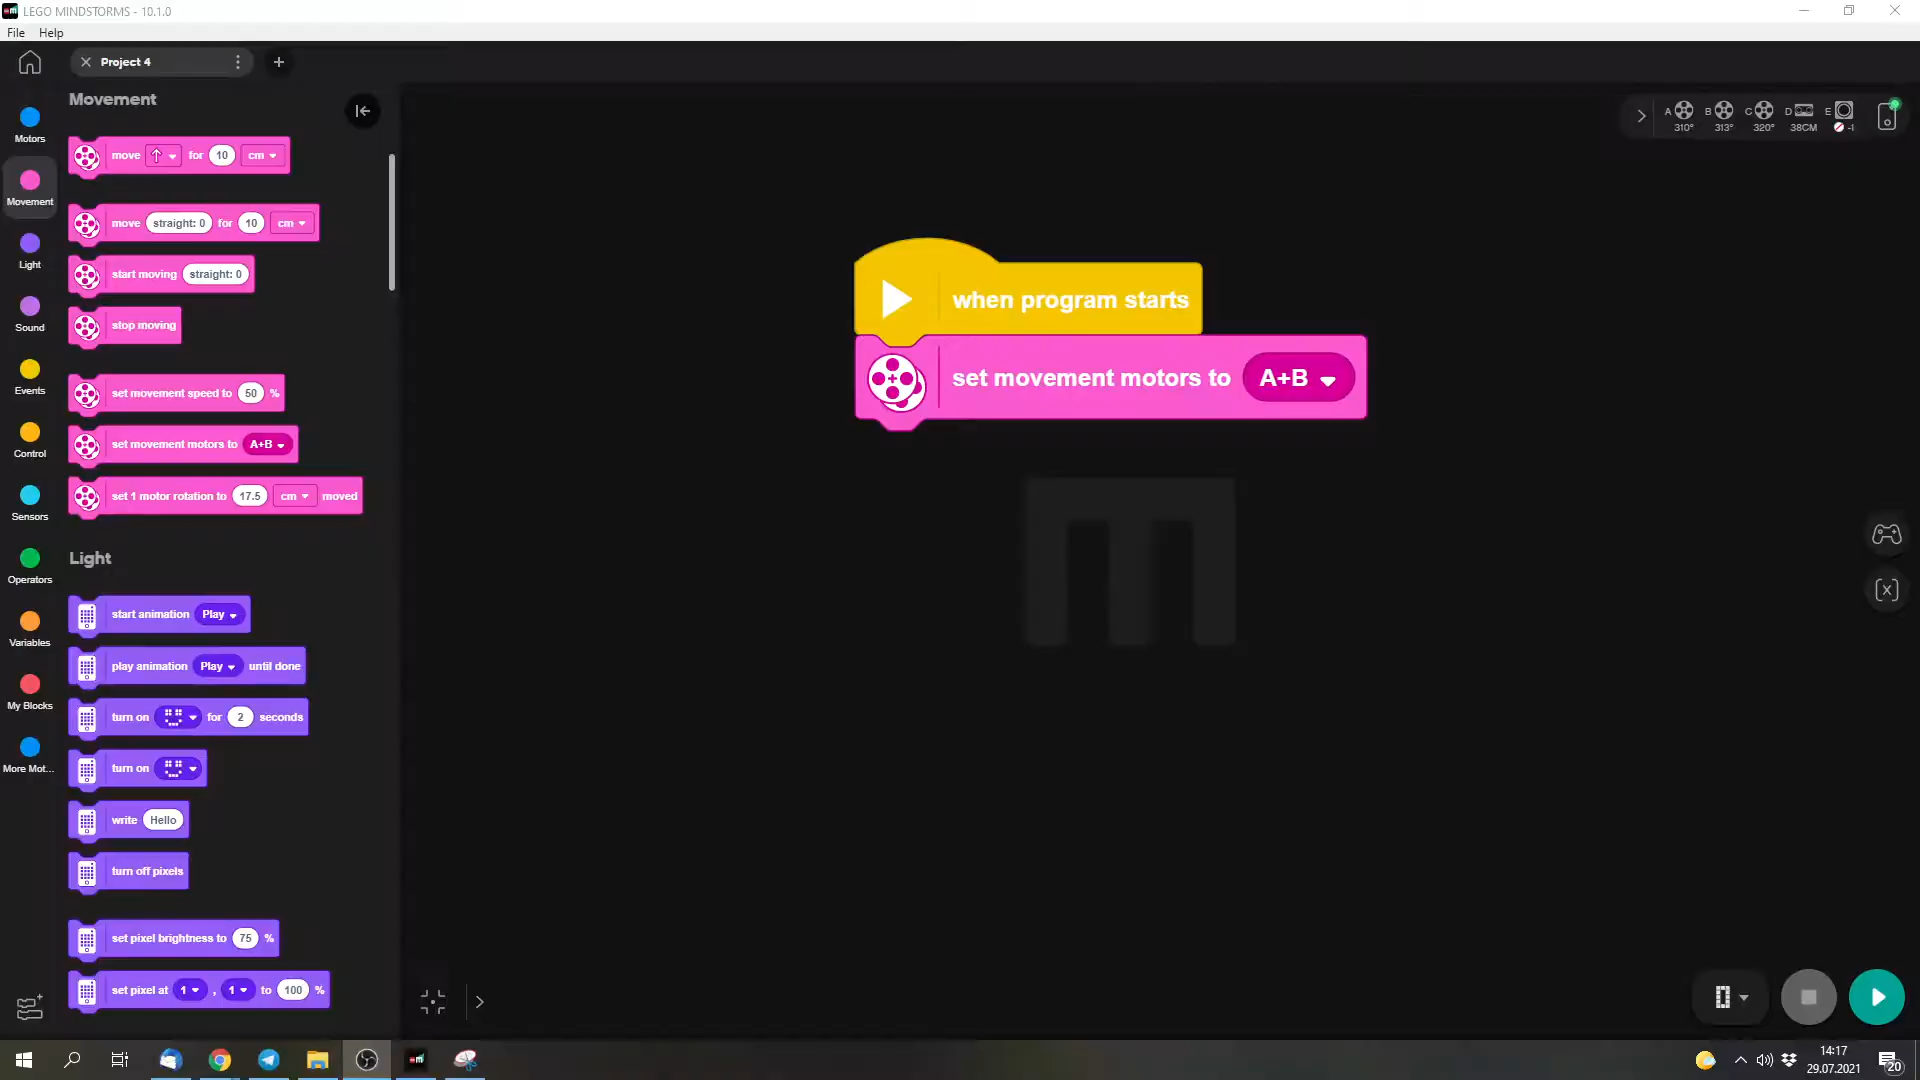 LEGO MINDSTORMS - 10.1.0
File Help
Project 4
Movement
Motors
Movement
Light
Sound
Events
Control
Sensors
Operators
Variables
My Blocks
More Mot...
move for 10 cm
move straight: 0 for 10 cm
start moving straight: 0
stop moving
set movement speed to 50 %
set movement motors to A+B
set 1 motor rotation to 17.5 cm moved
Light
start animation Play
play animation Play until done
turn on for 2 seconds
turn on
write Hello
turn off pixels
set pixel brightness to 75 %
set pixel at 1 , 1 to 100 %
when program starts
set movement motors to A+B
A B C D E
310° 313° 320° 38CM -1
14:17
29.07.2021
20